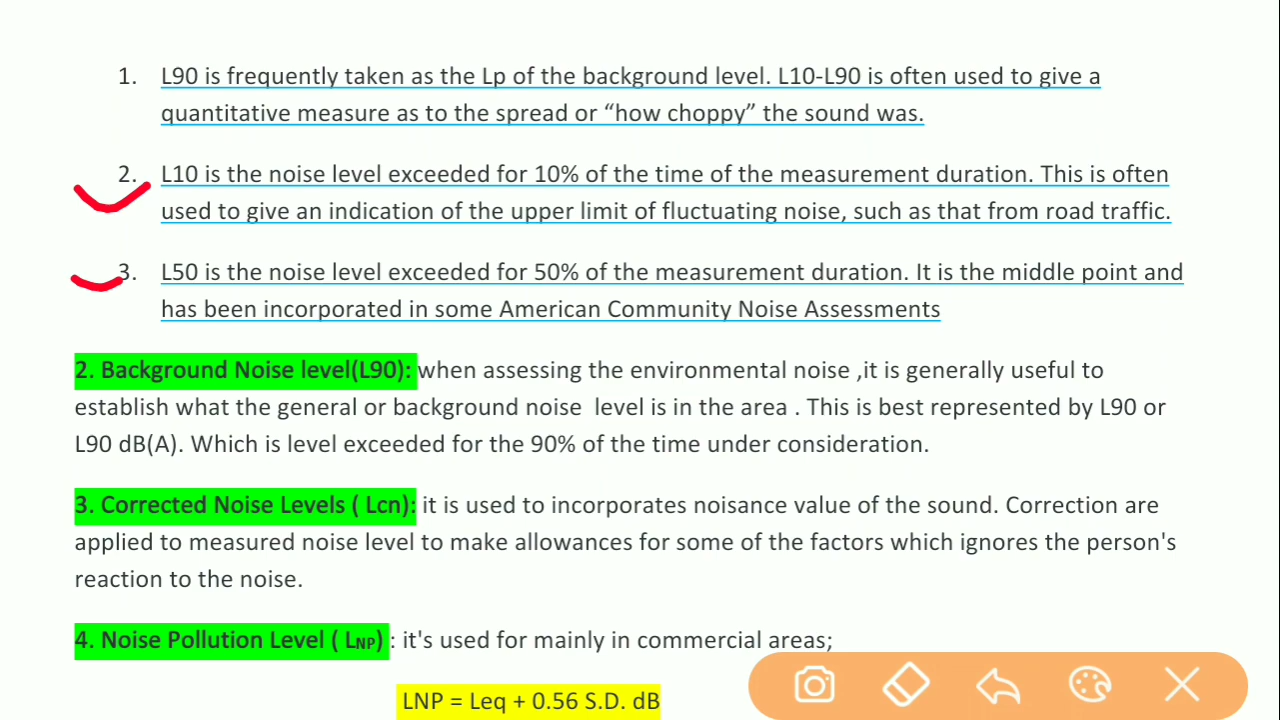 1. L90 is frequently taken as the Lp of the background level. L10-L90 is often used to give a
quantitative measure as to the spread or “how choppy” the sound was.
2. L10 is the noise level exceeded for 10% of the time of the measurement duration. This is often
used to give an indication of the upper limit of fluctuating noise, such as that from road traffic.
3. L50 is the noise level exceeded for 50% of the measurement duration. It is the middle point and
has been incorporated in some American Community Noise Assessments
2. Background Noise level(L90): when assessing the environmental noise ,it is generally useful to
establish what the general or background noise level is in the area . This is best represented by L90 or
L90 dB(A). Which is level exceeded for the 90% of the time under consideration.
3. Corrected Noise Levels ( Lcn): it is used to incorporates noisance value of the sound. Correction are
applied to measured noise level to make allowances for some of the factors which ignores the person's
reaction to the noise.
4. Noise Pollution Level ( LNP) : it's used for mainly in commercial areas;
LNP = Leq + 0.56 S.D. dB